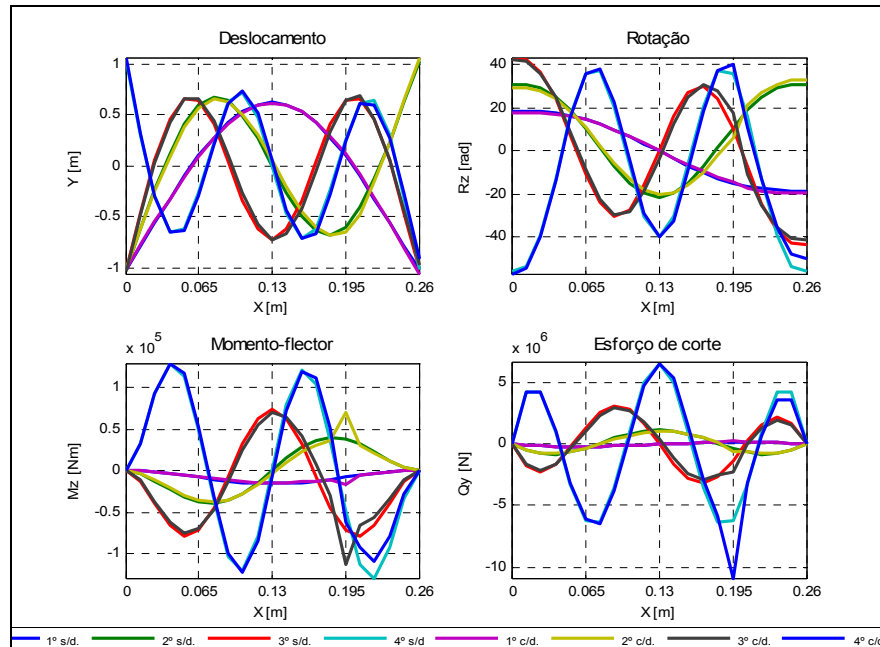 Deslocamento
1
0.5
0
-0.5
-1
Y [m]
0 0.065 0.13 0.195 0.26
X [m]
Rotação
40
20
0
-20
-40
Rz [rad]
0 0.065 0.13 0.195 0.26
X [m]
Momento-flector
x 10^5
1
0.5
0
-0.5
-1
Mz [Nm]
0 0.065 0.13 0.195 0.26
X [m]
Esforço de corte
x 10^6
5
0
-5
-10
Qy [N]
0 0.065 0.13 0.195 0.26
X [m]
1º s/d. 2º s/d. 3º s/d. 4º s/d 1º c/d. 2º c/d. 3º c/d. 4º c/d